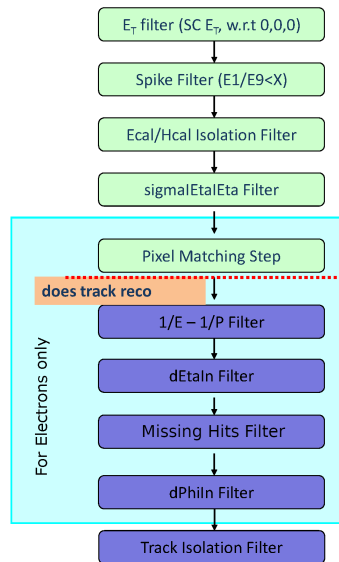 E_T filter (SC E_T, w.r.t 0,0,0)
Spike Filter (E1/E9<X)
Ecal/Hcal Isolation Filter
sigmaIEtaIEta Filter
Pixel Matching Step
does track reco
1/E – 1/P Filter
dEtaIn Filter
Missing Hits Filter
dPhiIn Filter
For Electrons only
Track Isolation Filter